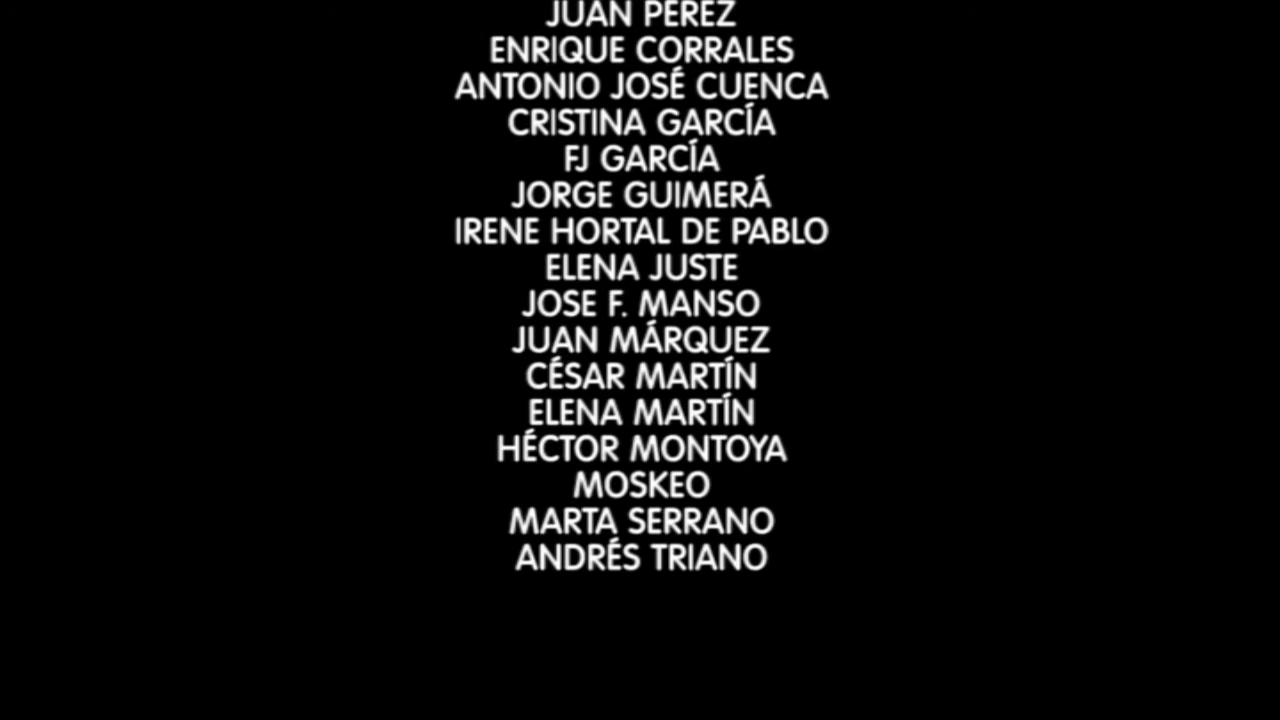 JUAN PÉREZ
ENRIQUE CORRALES
ANTONIO JOSÉ CUENCA
CRISTINA GARCÍA
FJ GARCÍA
JORGE GUIMERÁ
IRENE HORTAL DE PABLO
ELENA JUSTE
JOSE F. MANSO
JUAN MÁRQUEZ
CÉSAR MARTÍN
ELENA MARTÍN
HÉCTOR MONTOYA
MOSKEO
MARTA SERRANO
ANDRÉS TRIANO